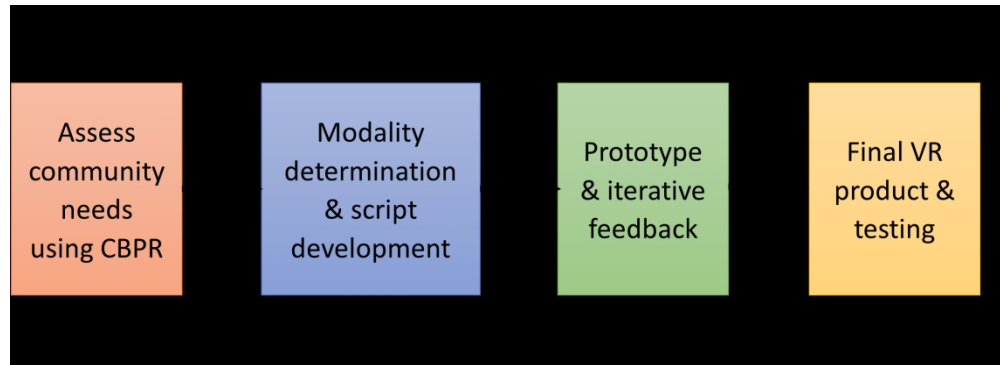 Assess
community
needs
using CBPR
Modality
determination
& script
development
Prototype
& iterative
feedback
Final VR
product &
testing